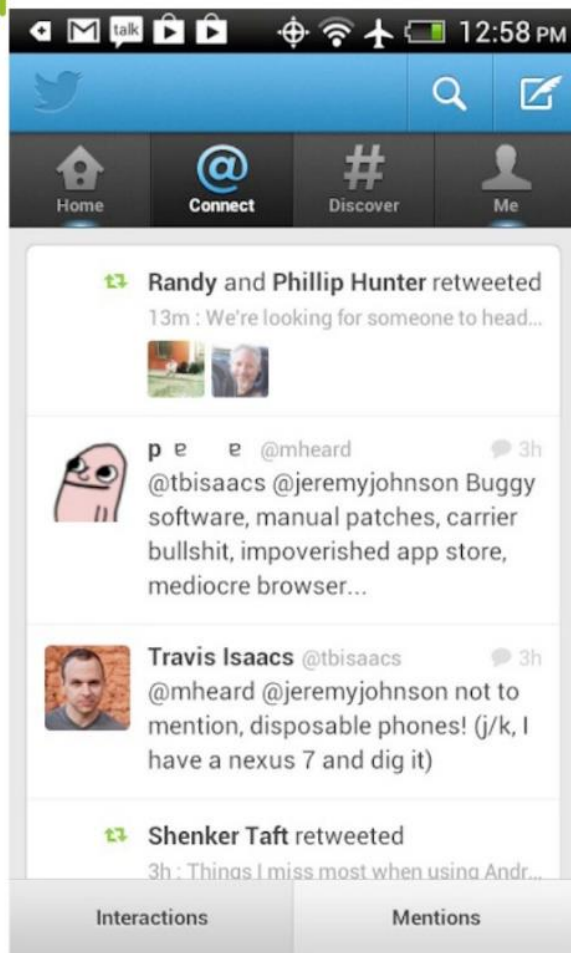 talk 12:58 PM
Home Connect Discover Me
Randy and Phillip Hunter retweeted
13m : We're looking for someone to head...
p ɐ ɐ @mheard 3h
@tbisaacs @jeremyjohnson Buggy
software, manual patches, carrier
bullshit, impoverished app store,
mediocre browser...
Travis Isaacs @tbisaacs 3h
@mheard @jeremyjohnson not to
mention, disposable phones! (j/k, I
have a nexus 7 and dig it)
Shenker Taft retweeted
3h : Things I miss most when using Andr...
Interactions Mentions